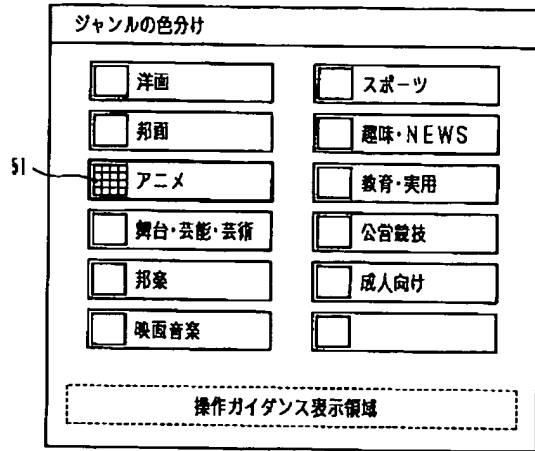 ジャンルの色分け
洋画
邦画
51
アニメ
舞台・芸能・芸術
邦楽
映画音楽
スポーツ
趣味・NEWS
教育・実用
公営競技
成人向け
操作ガイダンス表示領域